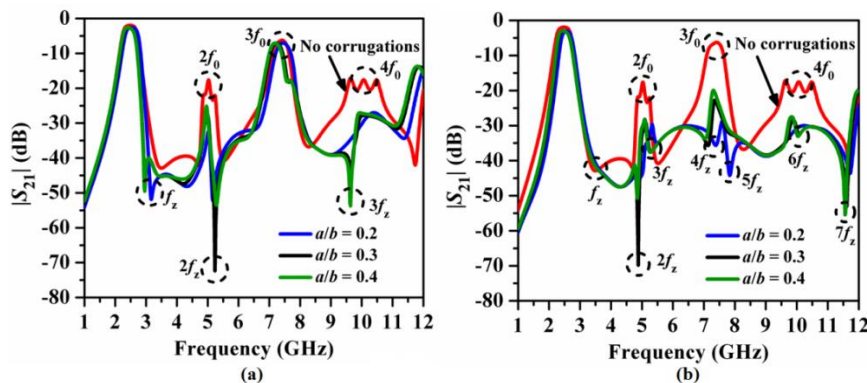 0
-10
-20
-30
-40
-50
-60
-70
-80
|S21| (dB)
2f0
3f0
No corrugations
4f0
fz
2fz
3fz
a/b = 0.2
a/b = 0.3
a/b = 0.4
1 2 3 4 5 6 7 8 9 10 11 12
Frequency (GHz)
(a)
0
-10
-20
-30
-40
-50
-60
-70
-80
|S21| (dB)
2f0
3f0
No corrugations
4f0
fz
3fz
4fz
5fz
6fz
2fz
7fz
a/b = 0.2
a/b = 0.3
a/b = 0.4
1 2 3 4 5 6 7 8 9 10 11 12
Frequency (GHz)
(b)